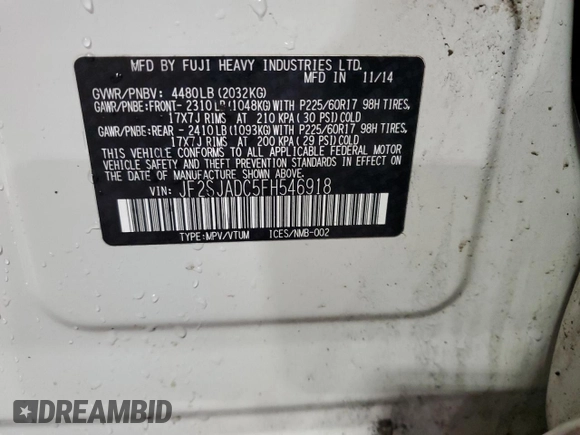 MFD BY FUJI HEAVY INDUSTRIES LTD.
MFD IN 11/14
GVWR/PNBV: 4480LB (2032KG)
GAWR/PNBE:FRONT- 2310LB(1048KG)WITH P225/60R17 98H TIRES,
17X7J RIMS AT 210 KPA (30 PSI)COLD
GAWR/PNBE:REAR - 2410LB(1093KG)WITH P225/60R17 98H TIRES,
17X7J RIMS AT 200 KPA (29 PSI)COLD
THIS VEHICLE CONFORMS TO ALL APPLICABLE FEDERAL MOTOR
VEHICLE SAFETY BUMPER AND THEFT PREVENTION STANDARDS IN EFFECT ON
THE DATE OF MANUFACTURE SHOWN ABOVE.
VIN: JF2SJADC5FH546918
TYPE:MPV/VTUM ICES/NMB-002
DREAMBID